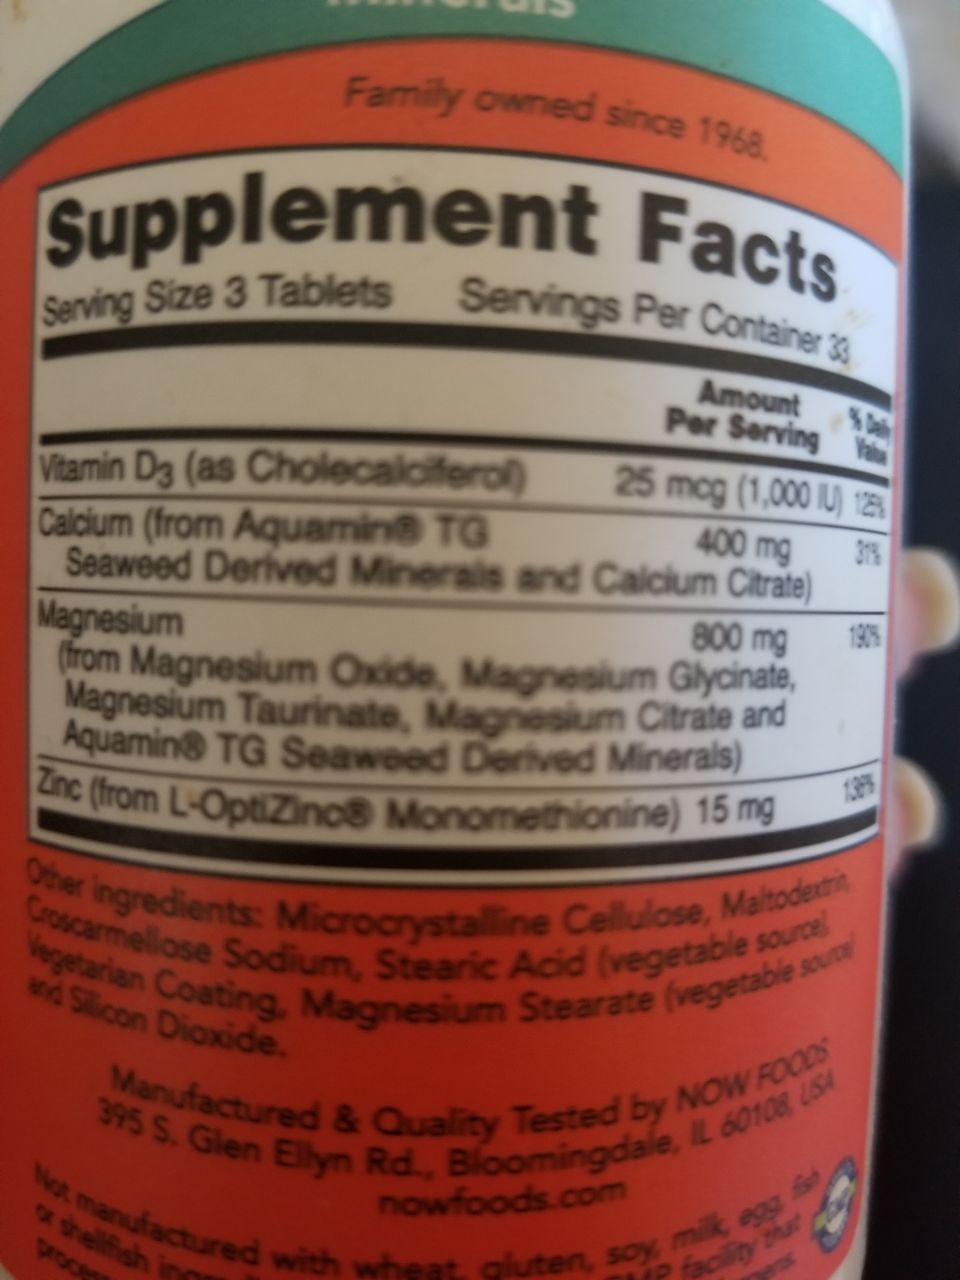 Minerals
Family owned since 1968.
Supplement Facts
Serving Size 3 Tablets Servings Per Container 33
Amount
Per Serving
% Daily
Value
Vitamin D3 (as Cholecalciferol) 25 mcg (1,000 IU) 125%
Calcium (from Aquamin® TG 400 mg 31%
Seaweed Derived Minerals and Calcium Citrate)
Magnesium 800 mg 190%
(from Magnesium Oxide, Magnesium Glycinate,
Magnesium Taurinate, Magnesium Citrate and
Aquamin® TG Seaweed Derived Minerals)
Zinc (from L-OptiZinc® Monomethionine) 15 mg 136%
Other ingredients: Microcrystalline Cellulose, Maltodextrin,
Croscarmellose Sodium, Stearic Acid (vegetable source),
Vegetarian Coating, Magnesium Stearate (vegetable source)
and Silicon Dioxide.
Manufactured & Quality Tested by NOW FOODS
395 S. Glen Ellyn Rd., Bloomingdale, IL 60108, USA
nowfoods.com
Not manufactured with wheat, gluten, soy, milk, egg, fish
or shellfish GMP facility that